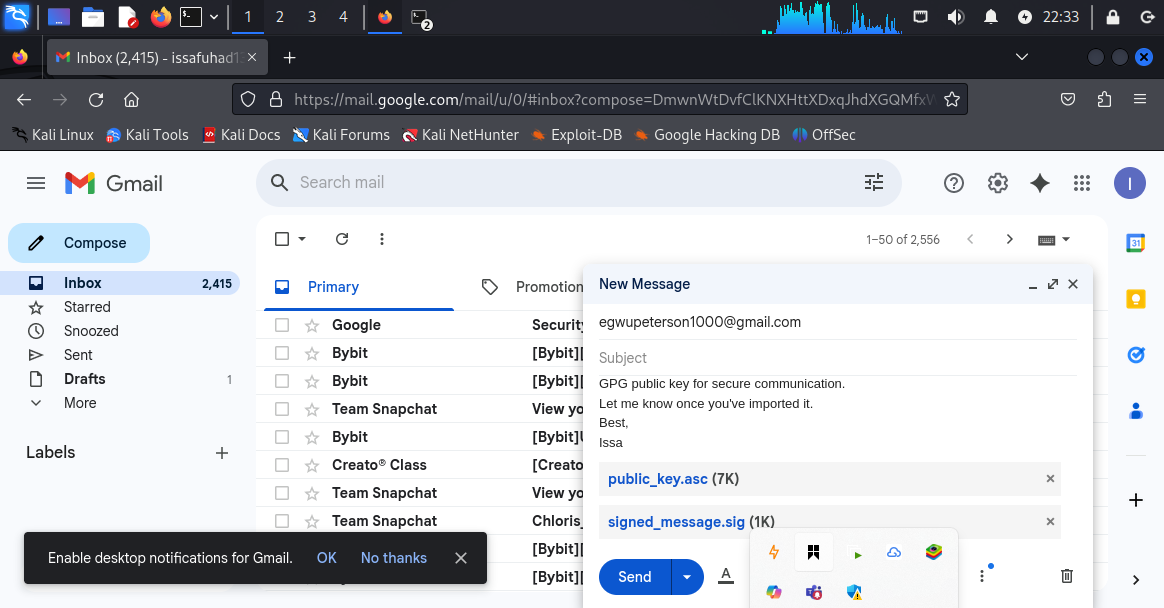 1 2 3 4 2 22:33
Inbox (2,415) - issafuhad1
https://mail.google.com/mail/u/0/#inbox?compose=DmwnWtDvfClKNXHttXDxqJhdXGQMfxV
Kali Linux Kali Tools Kali Docs Kali Forums Kali NetHunter Exploit-DB Google Hacking DB OffSec
Gmail Search mail I
Compose 1–50 of 2,556
Inbox 2,415
Starred
Snoozed
Sent
Drafts 1
More
Labels
Primary Promotion
Google Securit
Bybit [Bybit][
Bybit [Bybit][
Team Snapchat View yo
Bybit [Bybit]
Creato® Class [Creato
Team Snapchat View yo
Team Snapchat Chloris_
[Bybit][
[Bybit][
New Message
egwupeterson1000@gmail.com
Subject
GPG public key for secure communication.
Let me know once you've imported it.
Best,
Issa
public_key.asc (7K)
signed_message.sig (1K)
Send A
Enable desktop notifications for Gmail. OK No thanks
31